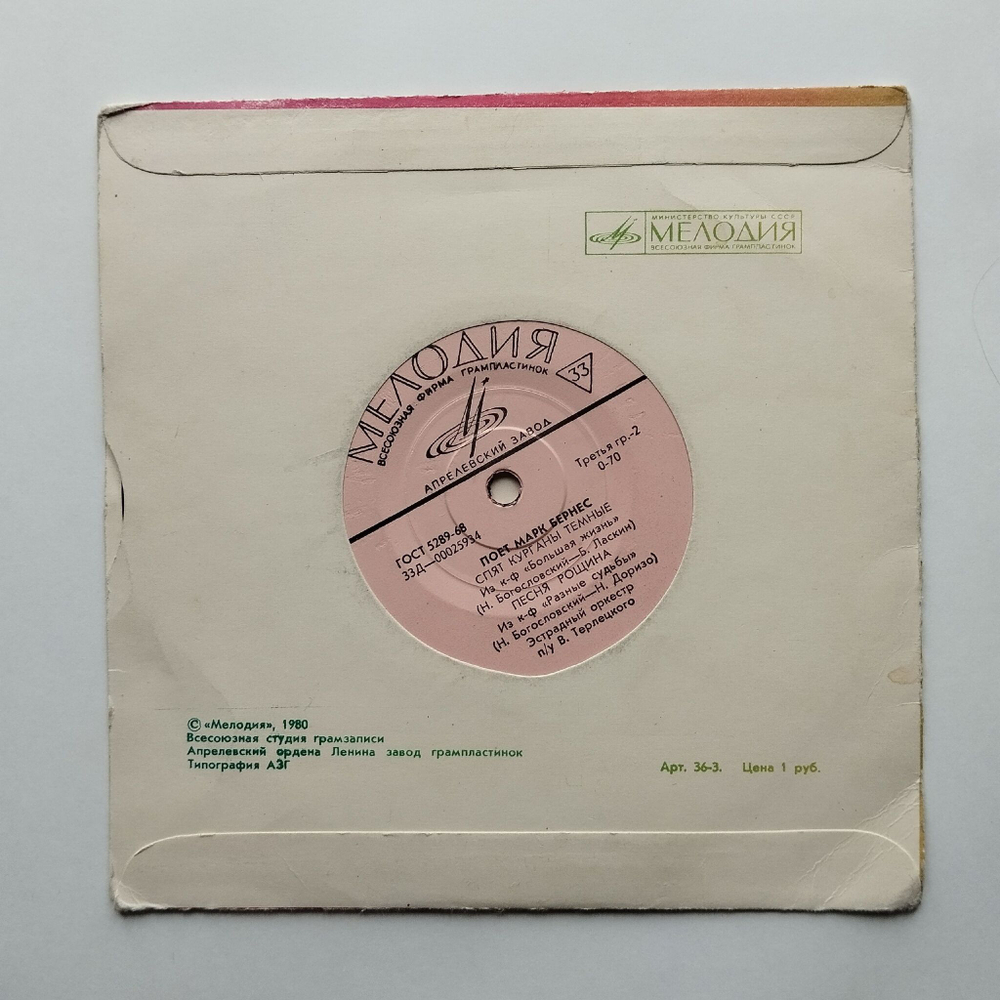 МИНИСТЕРСТВО КУЛЬТУРЫ СССР
МЕЛОДИЯ
ВСЕСОЮЗНАЯ ФИРМА ГРАМПЛАСТИНОК
МЕЛОДИЯ
ВСЕСОЮЗНАЯ ФИРМА ГРАМПЛАСТИНОК
33
АПРЕЛЕВСКИЙ ЗАВОД
Третья гр.-2
0-70
ГОСТ 5289-68
33Д—00025934
ПОЕТ МАРК БЕРНЕС
СПЯТ КУРГАНЫ ТЕМНЫЕ
Из к-ф «Большая жизнь»
(Н. Богословский—Б. Ласкин)
ПЕСНЯ РОЩИНА
Из к-ф «Разные судьбы»
(Н. Богословский—Н. Доризо)
Эстрадный оркестр
п/у В. Терлецкого
© «Мелодия», 1980
Всесоюзная студия грамзаписи
Апрелевский ордена Ленина завод грампластинок
Типография АЗГ
Арт. 36-3. Цена 1 руб.